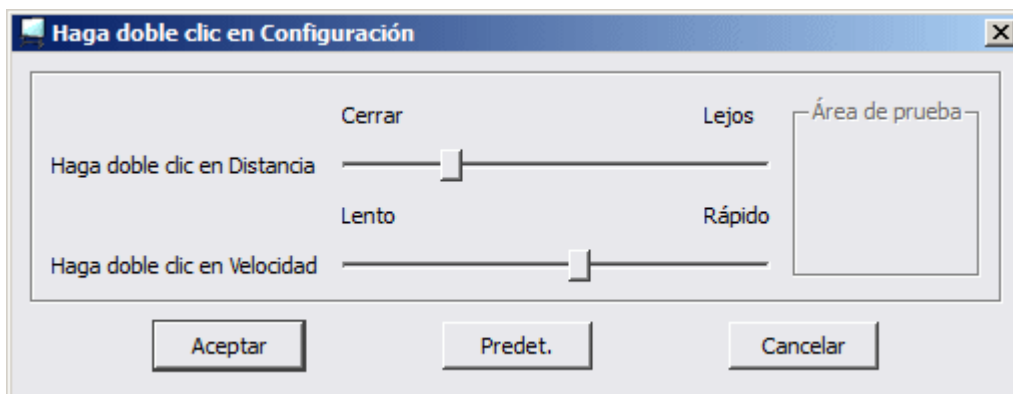 Haga doble clic en Configuración
Cerrar Lejos
Área de prueba
Haga doble clic en Distancia
Lento Rápido
Haga doble clic en Velocidad
Aceptar Predet. Cancelar